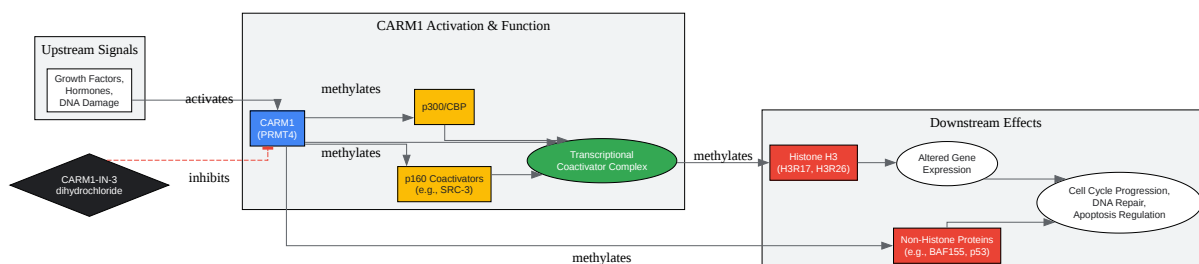 CARM1 Activation & Function
Upstream Signals
Growth Factors,
Hormones,
DNA Damage
activates
methylates
p300/CBP
CARM1
(PRMT4)
Downstream Effects
methylates
Transcriptional
Coactivator Complex
methylates
Histone H3
(H3R17, H3R26)
Altered Gene
Expression
CARM1-IN-3
dihydrochloride
inhibits
p160 Coactivators
(e.g., SRC-3)
Cell Cycle Progression,
DNA Repair,
Apoptosis Regulation
Non-Histone Proteins
(e.g., BAF155, p53)
methylates